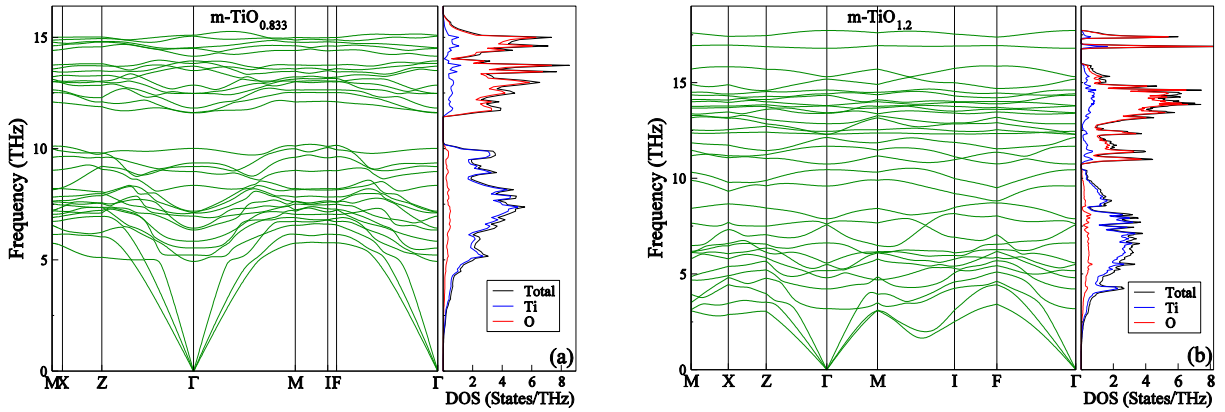 m-TiO0.833
15
10
5
0
Frequency (THz)
M X Z Γ M I F Γ
Total
Ti
O
(a)
0 2 4 6 8
DOS (States/THz)
m-TiO1.2
15
10
5
0
Frequency (THz)
M X Z Γ M I F Γ
Total
Ti
O
(b)
0 2 4 6 8
DOS (States/THz)